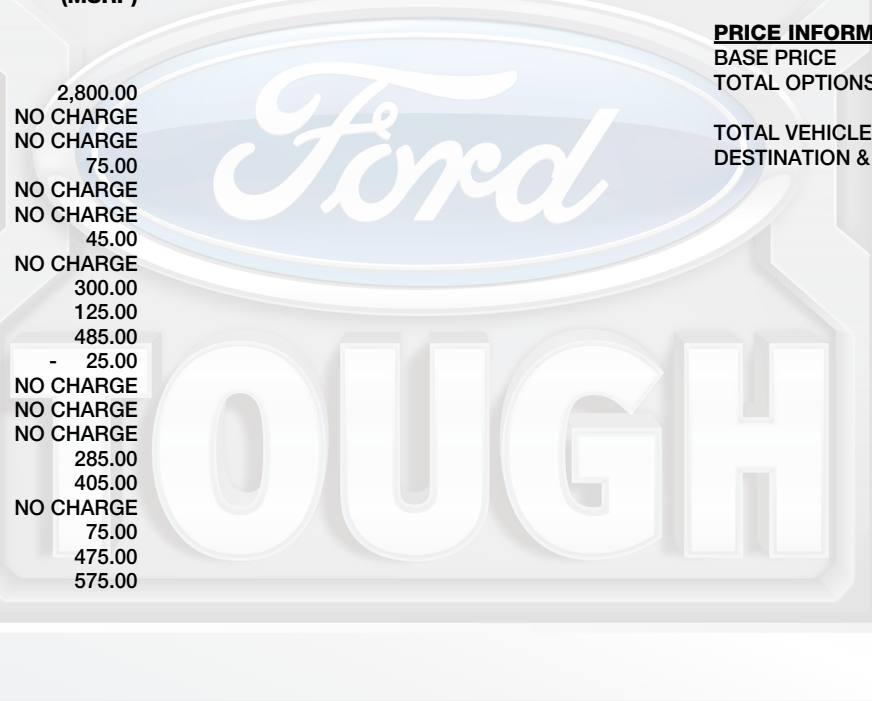 (MSRP)
2,800.00
NO CHARGE
NO CHARGE
75.00
NO CHARGE
NO CHARGE
45.00
NO CHARGE
300.00
125.00
485.00
- 25.00
NO CHARGE
NO CHARGE
NO CHARGE
285.00
405.00
NO CHARGE
75.00
475.00
575.00
PRICE INFORM
BASE PRICE
TOTAL OPTIONS
TOTAL VEHICLE
DESTINATION &
Ford
TOUGH